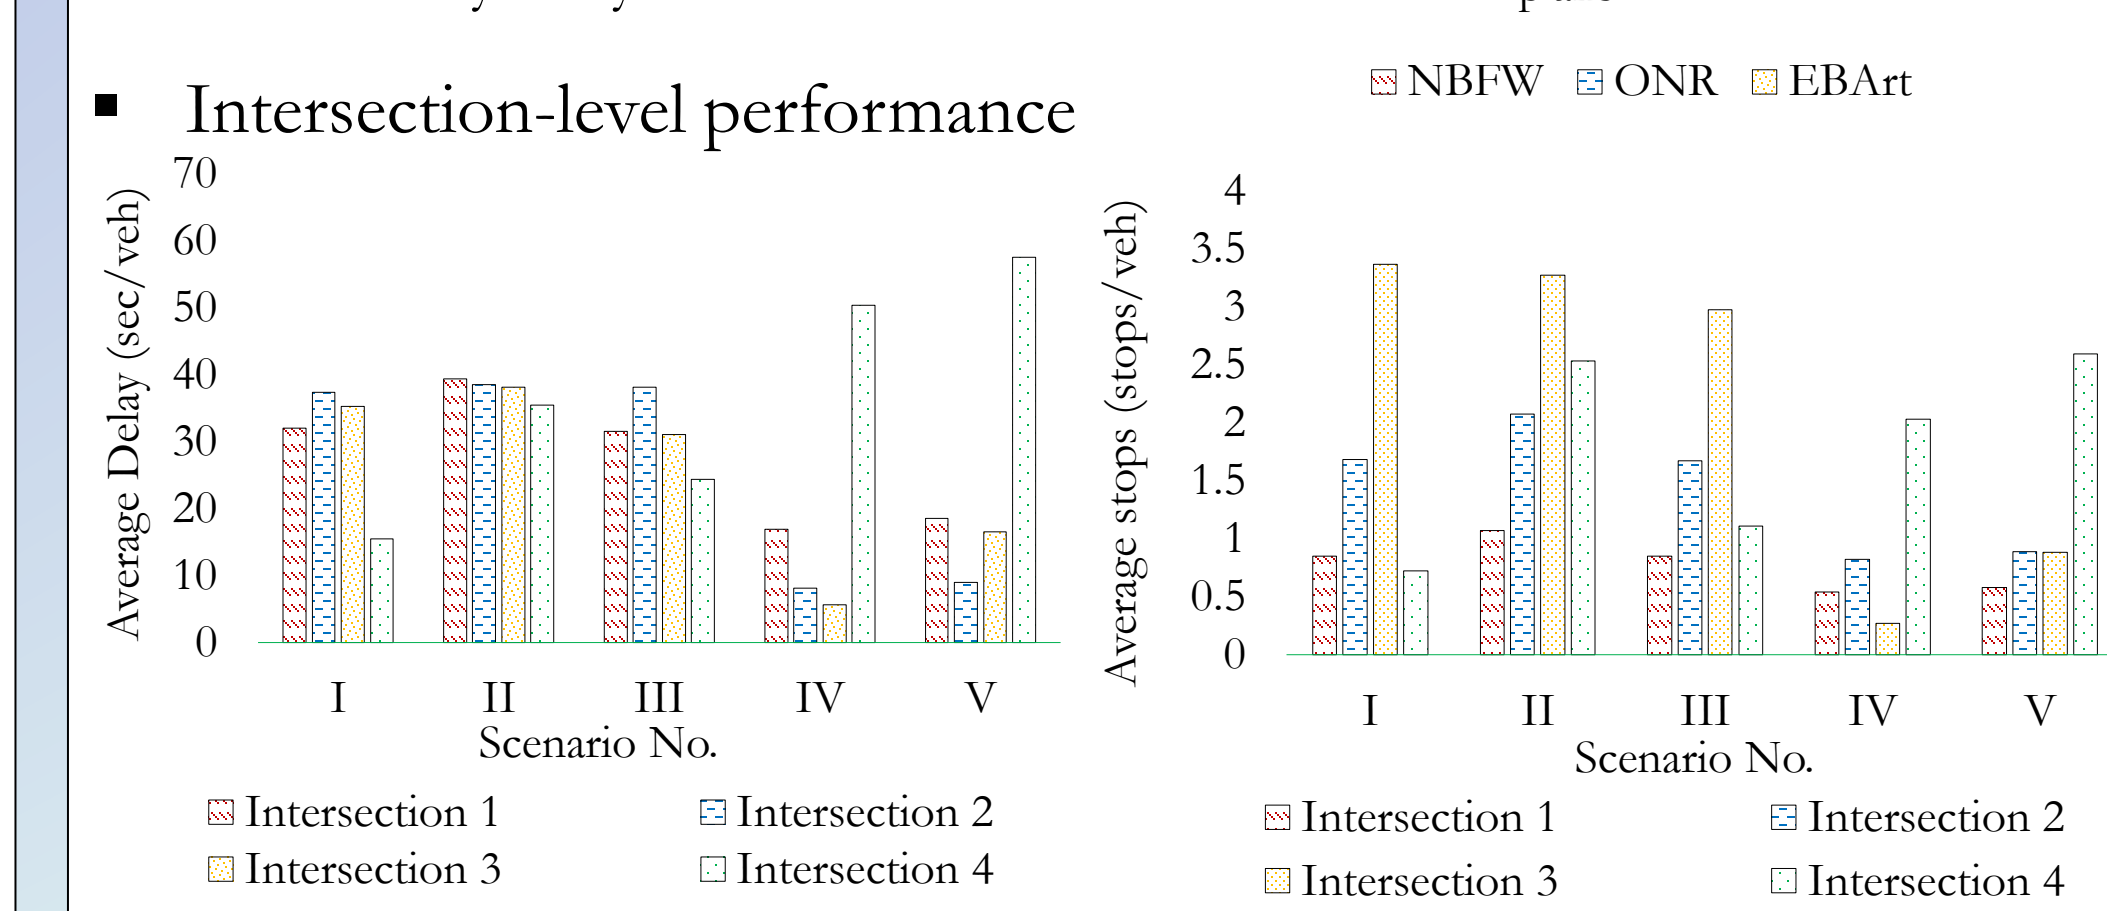 NBFW ONR EBArt
▪ Intersection-level performance
Average Delay (sec/veh)
70
60
50
40
30
20
10
0
I II III IV V
Scenario No.
Intersection 1 Intersection 2
Intersection 3 Intersection 4
Average stops (stops/veh)
4
3.5
3
2.5
2
1.5
1
0.5
0
I II III IV V
Scenario No.
Intersection 1 Intersection 2
Intersection 3 Intersection 4